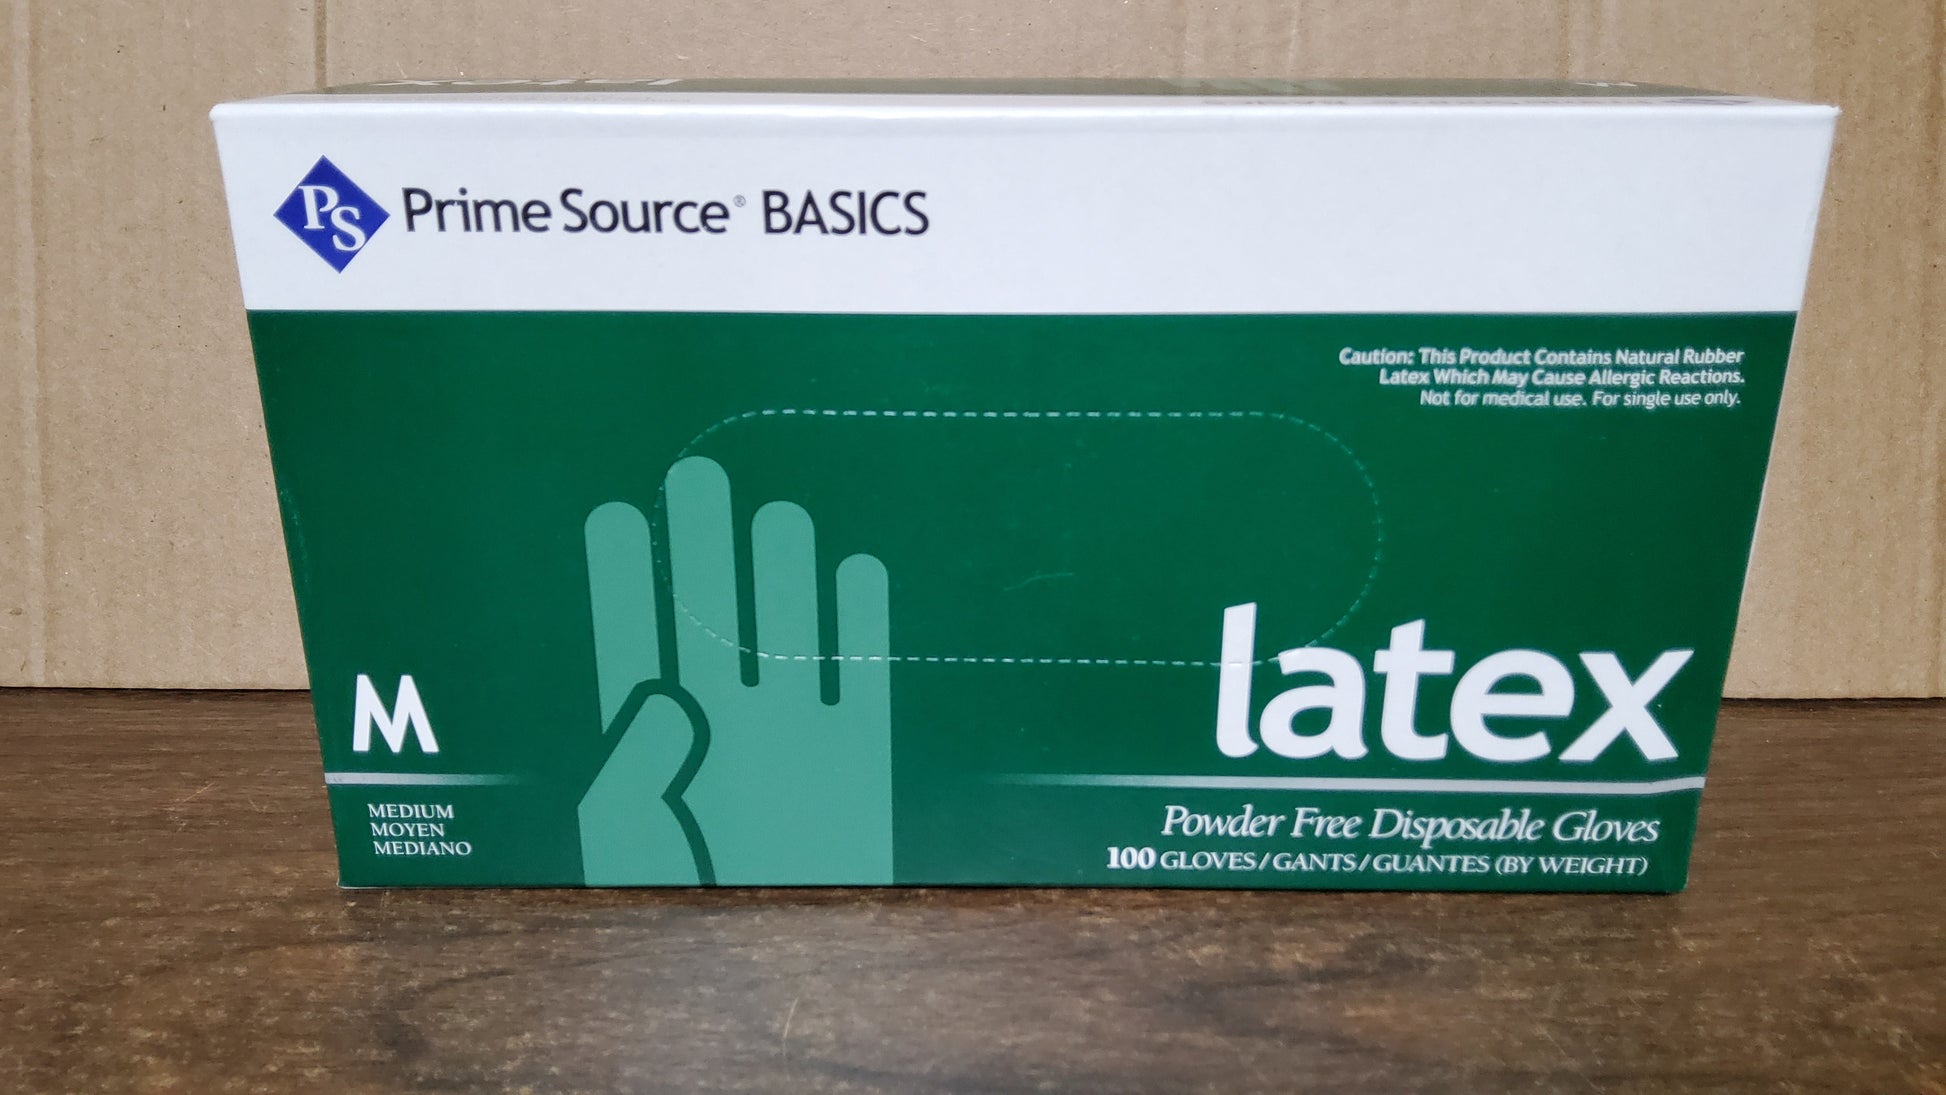 PS
Prime Source® BASICS
Caution: This Product Contains Natural Rubber
Latex Which May Cause Allergic Reactions.
Not for medical use. For single use only.
M
MEDIUM
MOYEN
MEDIANO
latex
Powder Free Disposable Gloves
100 GLOVES / GANTS / GUANTES (BY WEIGHT)